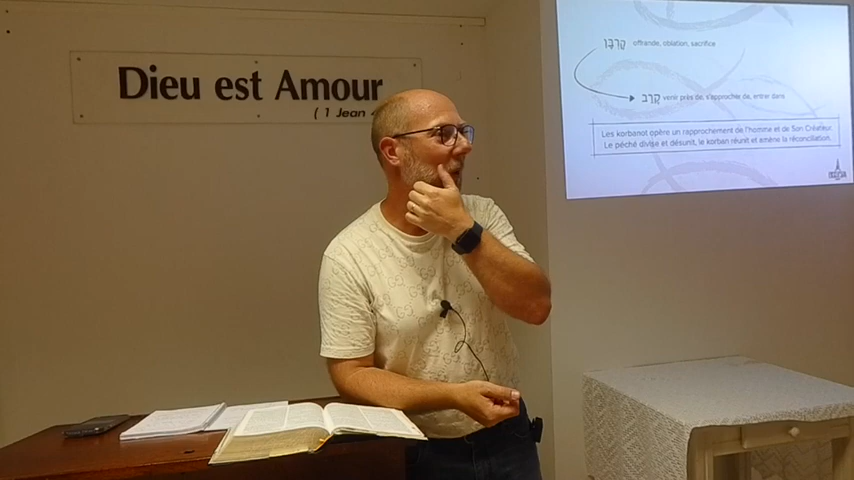 Dieu est Amour
( 1 Jean 4
קָרְבָּן offrande, oblation, sacrifice
קָרַב venir près de, s'approcher de, entrer dans
Les korbanot opère un rapprochement de l'homme et de Son Créateur.
Le péché divise et désunit, le korban réunit et amène la réconciliation.